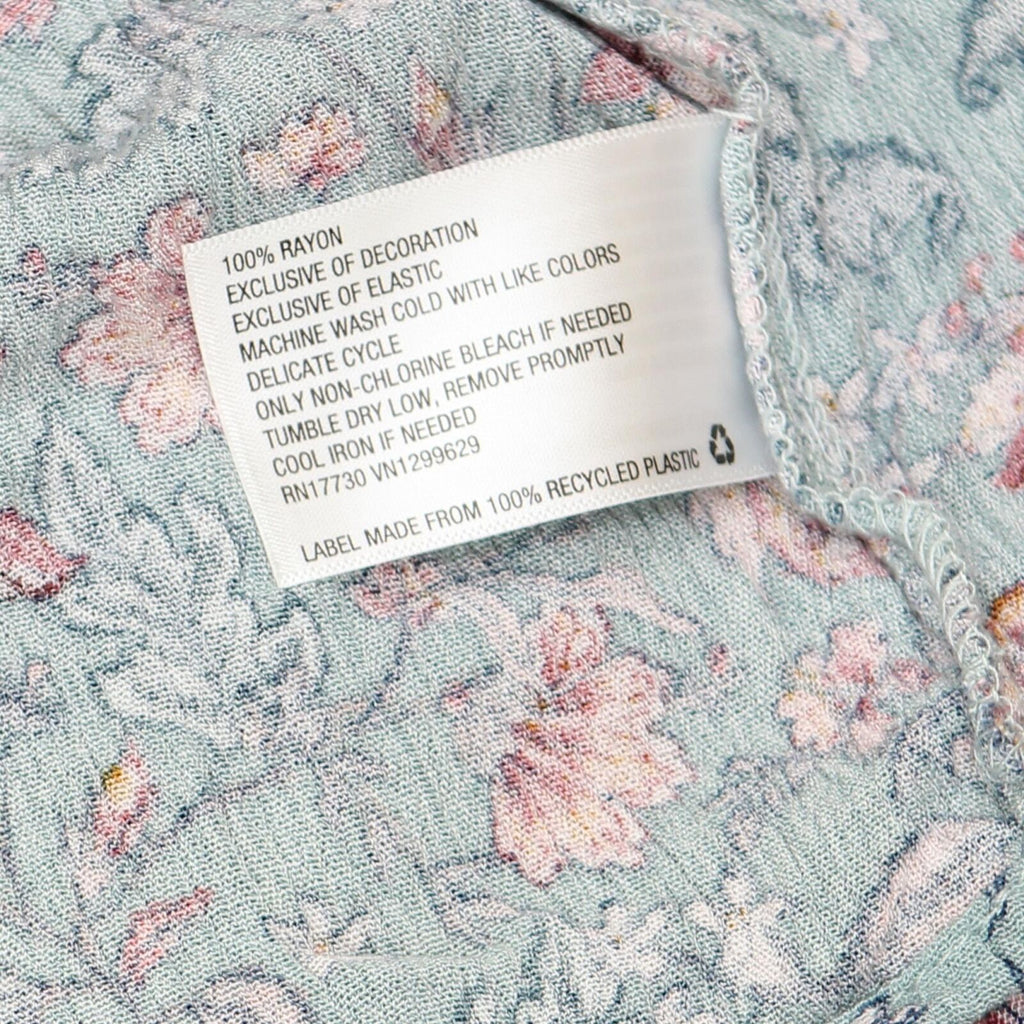 100% RAYON
EXCLUSIVE OF DECORATION
EXCLUSIVE OF ELASTIC
MACHINE WASH COLD WITH LIKE COLORS
DELICATE CYCLE
ONLY NON-CHLORINE BLEACH IF NEEDED
TUMBLE DRY LOW, REMOVE PROMPTLY
COOL IRON IF NEEDED
RN17730 VN1299629
LABEL MADE FROM 100% RECYCLED PLASTIC